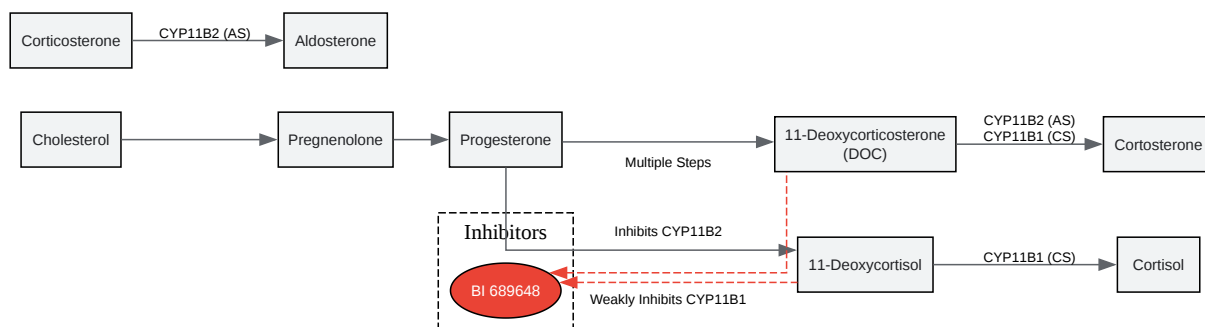 Corticosterone
CYP11B2 (AS)
Aldosterone
Cholesterol
Pregnenolone
Progesterone
Multiple Steps
11-Deoxycorticosterone
(DOC)
CYP11B2 (AS)
CYP11B1 (CS)
Cortosterone
Inhibitors
Inhibits CYP11B2
11-Deoxycortisol
CYP11B1 (CS)
Cortisol
BI 689648
Weakly Inhibits CYP11B1